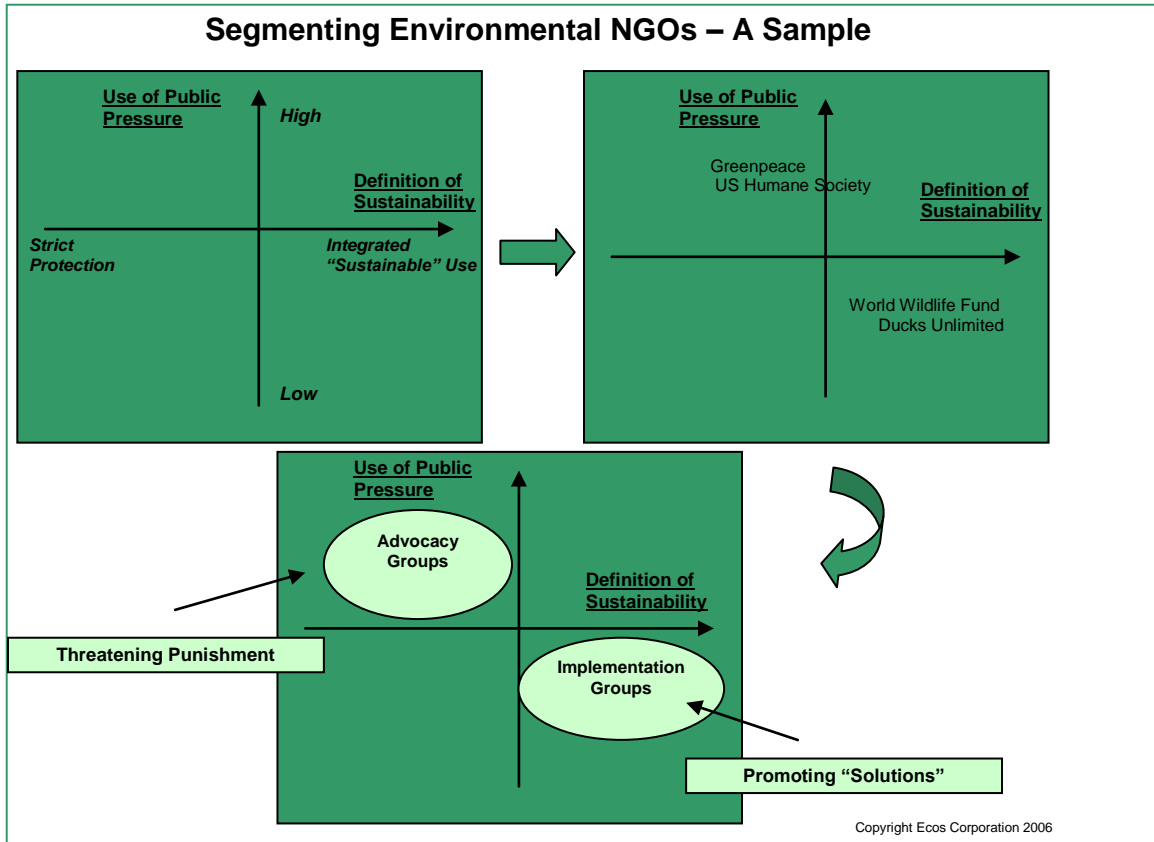 Segmenting Environmental NGOs – A Sample
Use of Public
Pressure
High
Definition of
Sustainability
Strict
Protection
Integrated
“Sustainable” Use
Low
Use of Public
Pressure
Greenpeace
US Humane Society
Definition of
Sustainability
World Wildlife Fund
Ducks Unlimited
Use of Public
Pressure
Advocacy
Groups
Definition of
Sustainability
Threatening Punishment
Implementation
Groups
Promoting “Solutions”
Copyright Ecos Corporation 2006